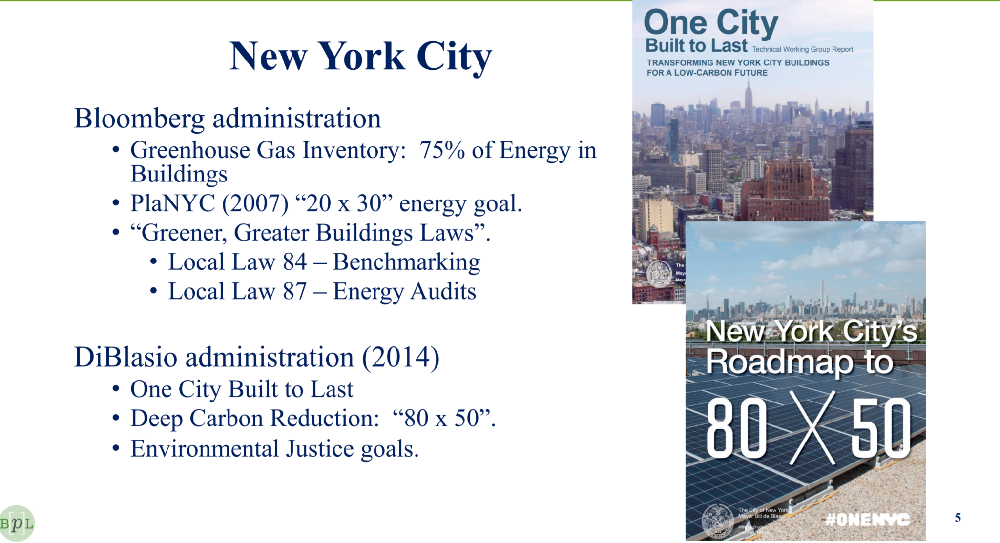 New York City
Bloomberg administration
• Greenhouse Gas Inventory:  75% of Energy in
Buildings
• PlaNYC (2007) “20 x 30” energy goal.
• “Greener, Greater Buildings Laws”.
• Local Law 84 – Benchmarking
• Local Law 87 – Energy Audits
DiBlasio administration (2014)
• One City Built to Last
• Deep Carbon Reduction:  “80 x 50”.
• Environmental Justice goals.
One City
Built to Last Technical Working Group Report
TRANSFORMING NEW YORK CITY BUILDINGS
FOR A LOW-CARBON FUTURE
The
New York City's
Roadmap to
80 X 50
The City of New York
Mayor Bill de Blasio
#ONENYC
B[p]L
5